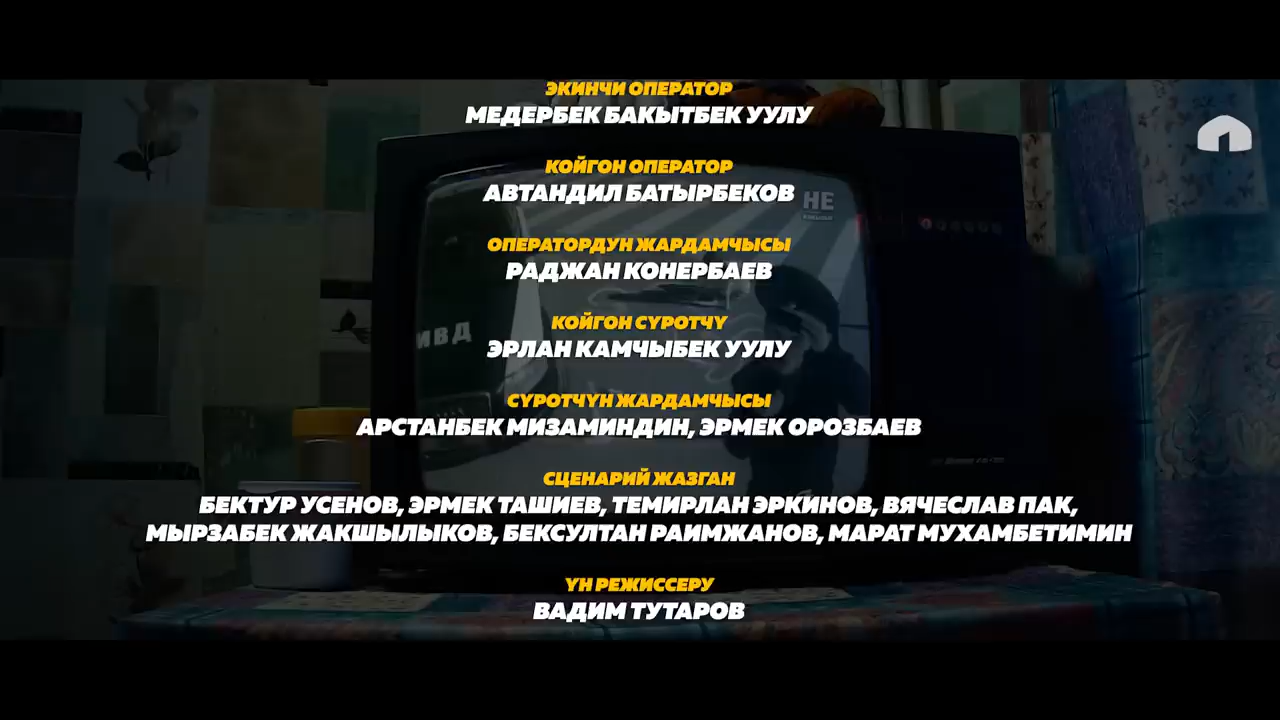 ЭКИНЧИ ОПЕРАТОР
МЕДЕРБЕК БАКЫТБЕК УУЛУ
КОЙГОН ОПЕРАТОР
АВТАНДИЛ БАТЫРБЕКОВ
НЕ
ОПЕРАТОРДУН ЖАРДАМЧЫСЫ
РАДЖАН КОНЕРБАЕВ
КОЙГОН СҮРОТЧҮ
МВД
ЭРЛАН КАМЧЫБЕК УУЛУ
СҮРОТЧҮН ЖАРДАМЧЫСЫ
АРСТАНБЕК МИЗАМИНДИН, ЭРМЕК ОРОЗБАЕВ
СЦЕНАРИЙ ЖАЗГАН
БЕКТУР УСЕНОВ, ЭРМЕК ТАШИЕВ, ТЕМИРЛАН ЭРКИНОВ, ВЯЧЕСЛАВ ПАК,
МЫРЗАБЕК ЖАКШЫЛЫКОВ, БЕКСУЛТАН РАИМЖАНОВ, МАРАТ МУХАМБЕТИМИН
ҮН РЕЖИССЕРУ
ВАДИМ ТУТАРОВ